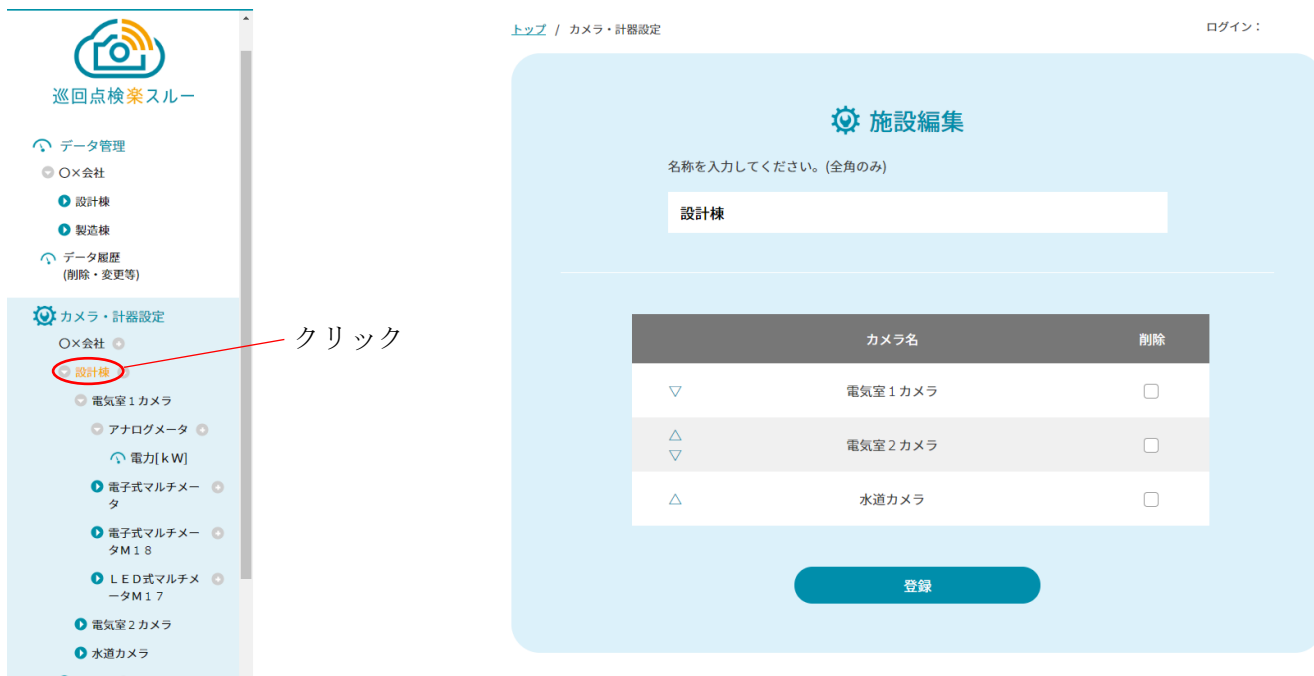 巡回点検楽スルー
データ管理
〇×会社
設計棟
製造棟
データ履歴
(削除・変更等)
カメラ・計器設定
〇×会社
設計棟
電気室1カメラ
アナログメータ
電力[ｋW]
電子式マルチメー
タ
電子式マルチメー
タM１８
ＬＥＤ式マルチメ
ータM１７
電気室2カメラ
水道カメラ
クリック
トップ / カメラ・計器設定
ログイン：
施設編集
名称を入力してください。(全角のみ)
設計棟
カメラ名 削除
▽ 電気室１カメラ
△
▽ 電気室２カメラ
△ 水道カメラ
登録